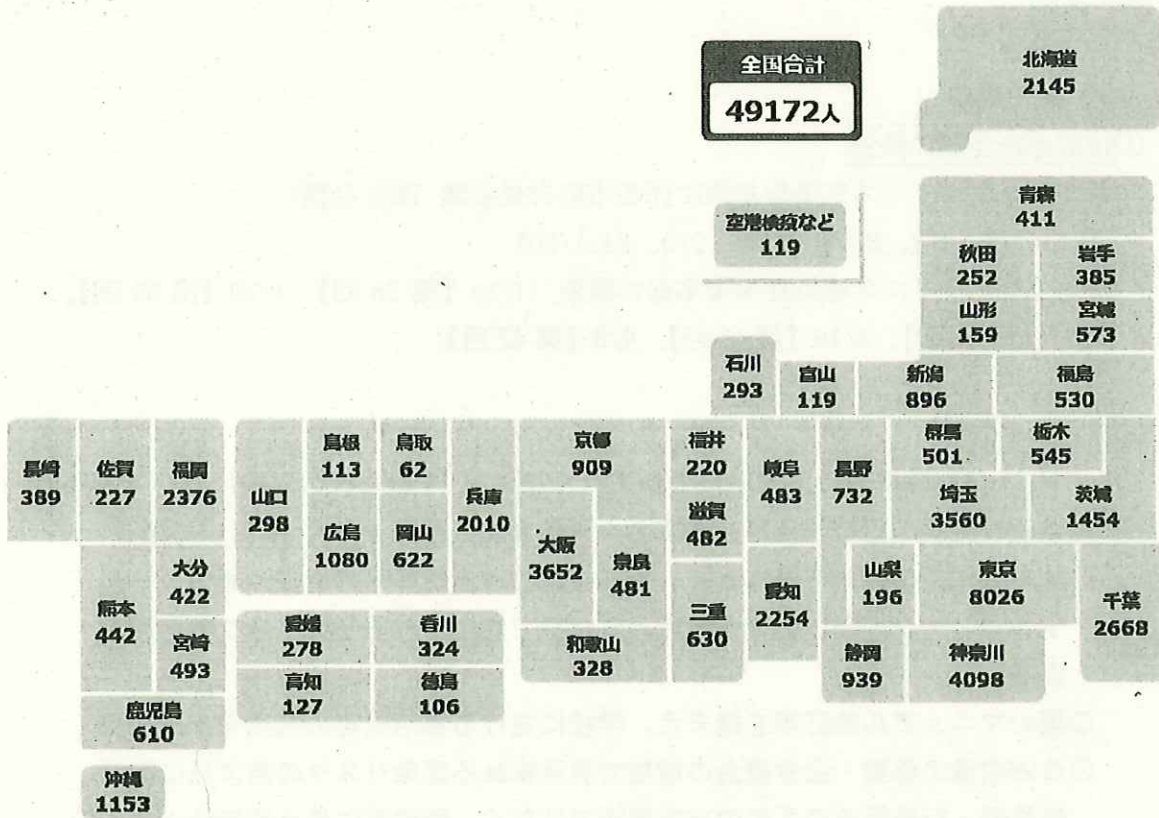 全国合計
49172人
北海道
2145
空港検疫など
119
青森
411
秋田
252
岩手
385
山形
159
宮城
573
石川
293
富山
119
新潟
896
福島
530
長崎
389
佐賀
227
福岡
2376
山口
298
島根
113
鳥取
62
兵庫
2010
京都
909
福井
220
岐阜
483
長野
732
群馬
501
栃木
545
埼玉
3560
茨城
1454
広島
1080
岡山
622
大阪
3652
奈良
481
滋賀
482
熊本
442
大分
422
宮崎
493
愛媛
278
香川
324
高知
127
徳島
106
和歌山
328
三重
630
愛知
2254
山梨
196
東京
8026
千葉
2668
静岡
939
神奈川
4098
鹿児島
610
沖縄
1153